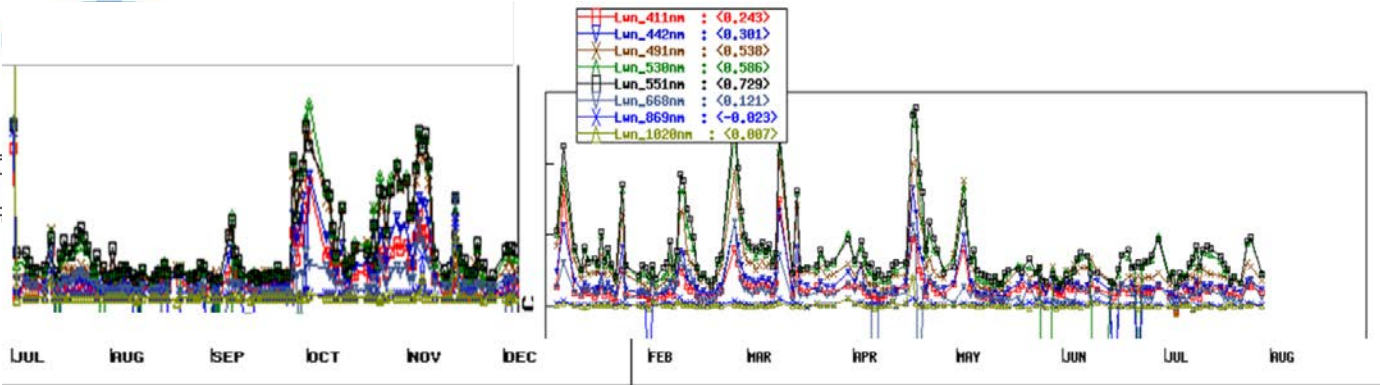 Lwn_411nm : <0.243>
Lwn_442nm : <0.301>
Lwn_491nm : <0.538>
Lwn_530nm : <0.586>
Lwn_551nm : <0.729>
Lwn_668nm : <0.121>
Lwn_869nm : <-0.023>
Lwn_1020nm : <0.007>
JUL AUG SEP OCT NOV DEC FEB MAR APR MAY JUN JUL AUG